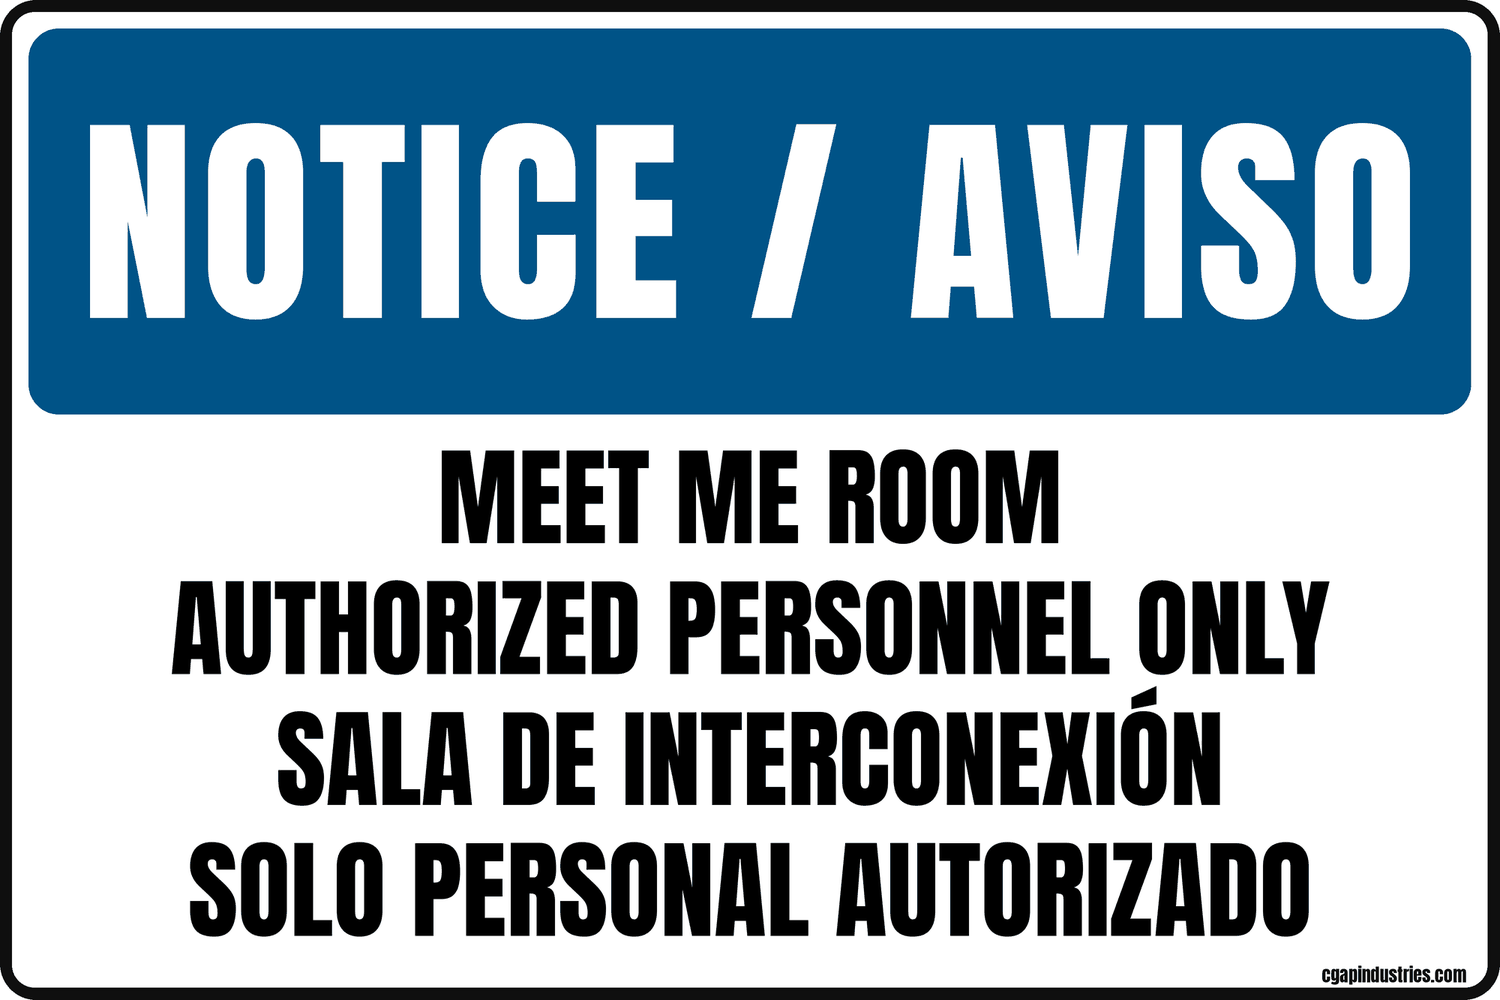 NOTICE / AVISO
MEET ME ROOM
AUTHORIZED PERSONNEL ONLY
SALA DE INTERCONEXIÓN
SOLO PERSONAL AUTORIZADO
cgapindustries.com